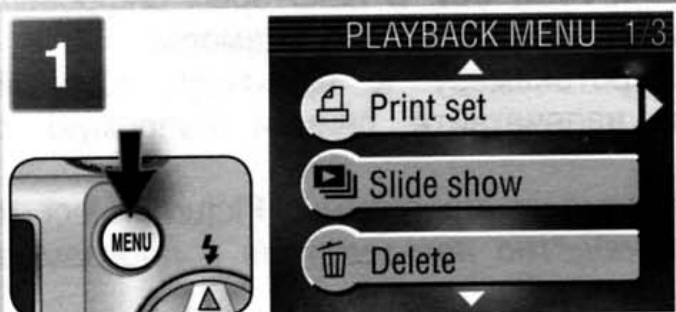 1
PLAYBACK MENU 1/3
Print set
Slide show
Delete
MENU